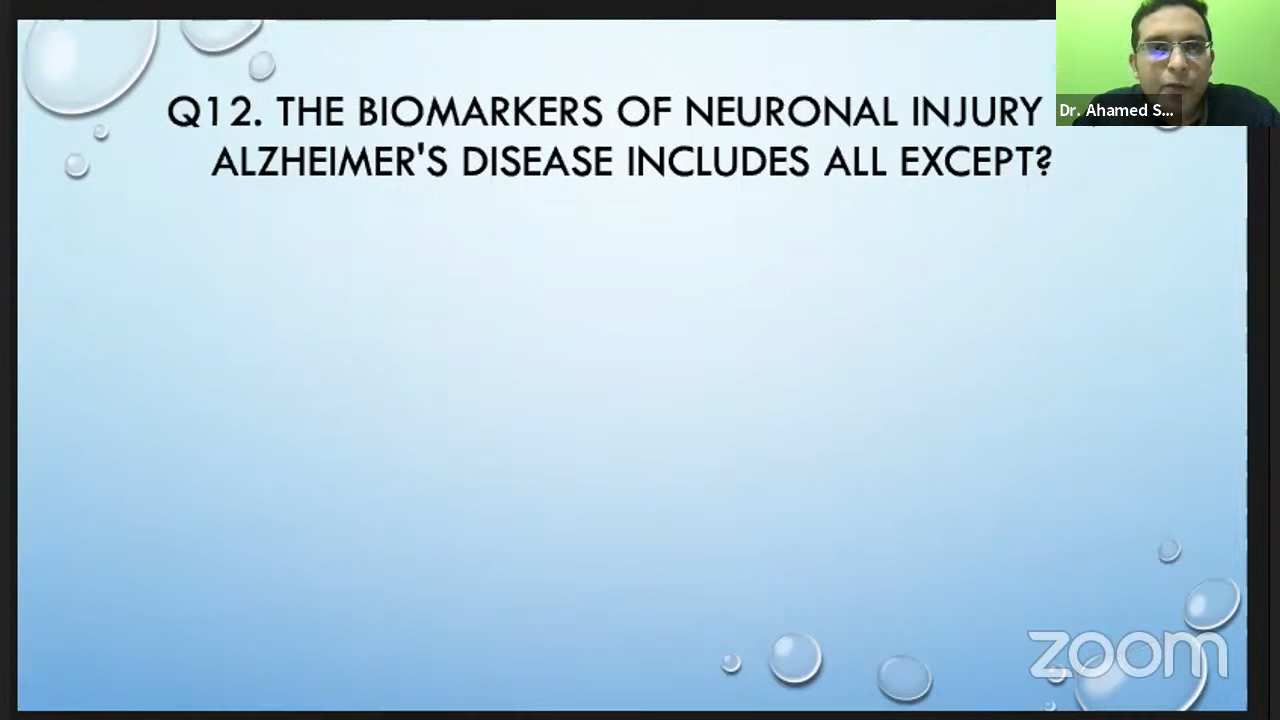 Q12. THE BIOMARKERS OF NEURONAL INJURY
ALZHEIMER'S DISEASE INCLUDES ALL EXCEPT?
Dr. Ahamed S...
zoom